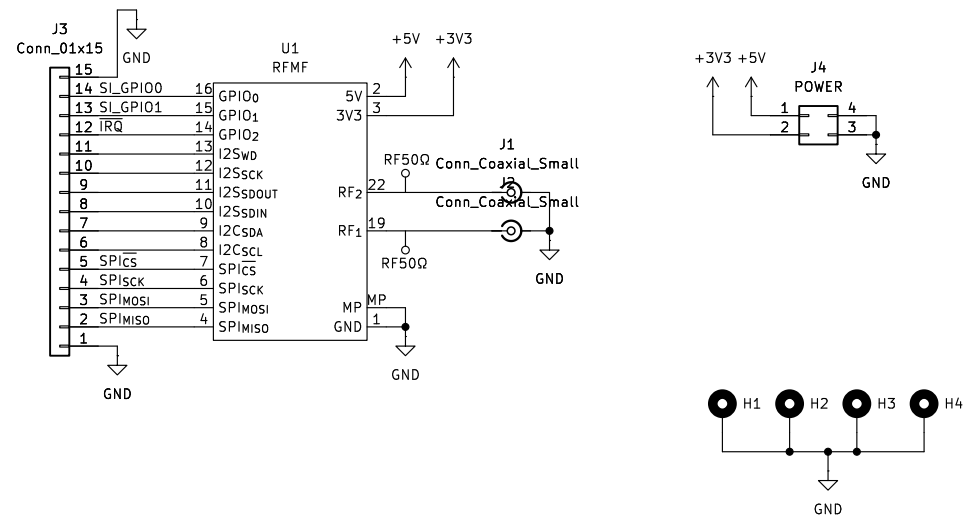 J3
Conn_01x15
GND
15
14 SI_GPIO0
13 SI_GPIO1
12 IRQ
11
10
9
8
7
6
5 SPICS
4 SPISCK
3 SPIMOSI
2 SPIMISO
1
GND
U1
RFMF
16 GPIO0
15 GPIO1
14 GPIO2
13 I2SWD
12 I2SSCK
11 I2SSDOUT
10 I2SSDIN
9 I2CSDA
8 I2CSCL
7 SPICS
6 SPISCK
5 SPIMOSI
4 SPIMISO
5V 2
3V3 3
RF2 22
RF1 19
MP MP
GND 1
GND
+5V
+3V3
RF50Ω
RF50Ω
J1
Conn_Coaxial_Small
J2
Conn_Coaxial_Small
GND
+3V3 +5V
J4
POWER
1
2
4
3
GND
H1
H2
H3
H4
GND